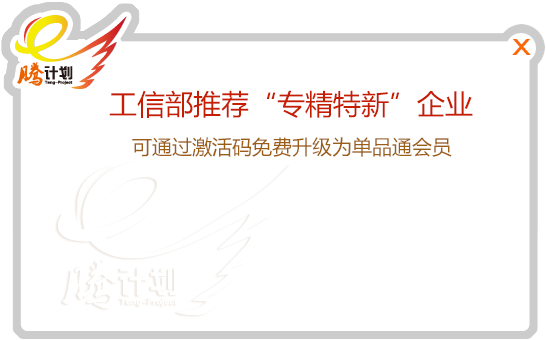 腾计划
Teng-Project
工信部推荐“专精特新”企业
可通过激活码免费升级为单品通会员
腾计划
Teng-Project